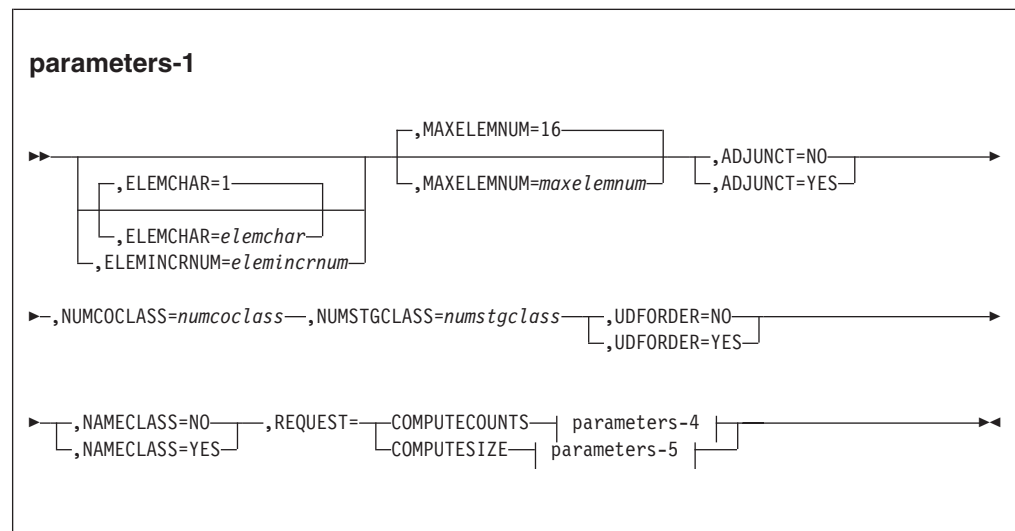 parameters-1
,MAXELEMNUM=16
,MAXELEMNUM=maxelemnum
,ADJUNCT=NO
,ADJUNCT=YES
,ELEMCHAR=1
,ELEMCHAR=elemchar
,ELEMINCRNUM=elemincrnum
,NUMCOCLASS=numcoclass ,NUMSTGCLASS=numstgclass ,UDFORDER=NO
,UDFORDER=YES
,NAMECLASS=NO ,REQUEST= COMPUTECOUNTS parameters-4
,NAMECLASS=YES COMPUTESIZE parameters-5